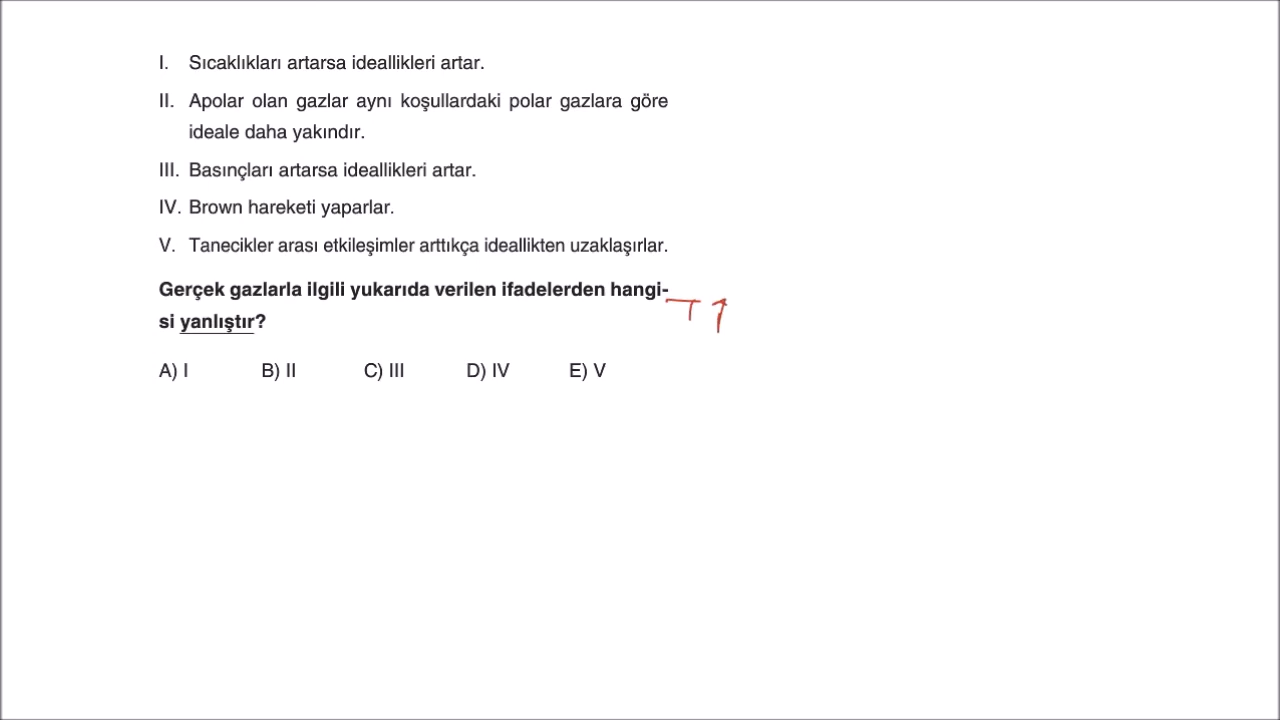 I. Sıcaklıkları artarsa ideallikleri artar.
II. Apolar olan gazlar aynı koşullardaki polar gazlara göre
ideale daha yakındır.
III. Basınçları artarsa ideallikleri artar.
IV. Brown hareketi yaparlar.
V. Tanecikler arası etkileşimler arttıkça ideallikten uzaklaşırlar.
Gerçek gazlarla ilgili yukarıda verilen ifadelerden hangi-
si yanlıştır?
T ↑
A) I B) II C) III D) IV E) V